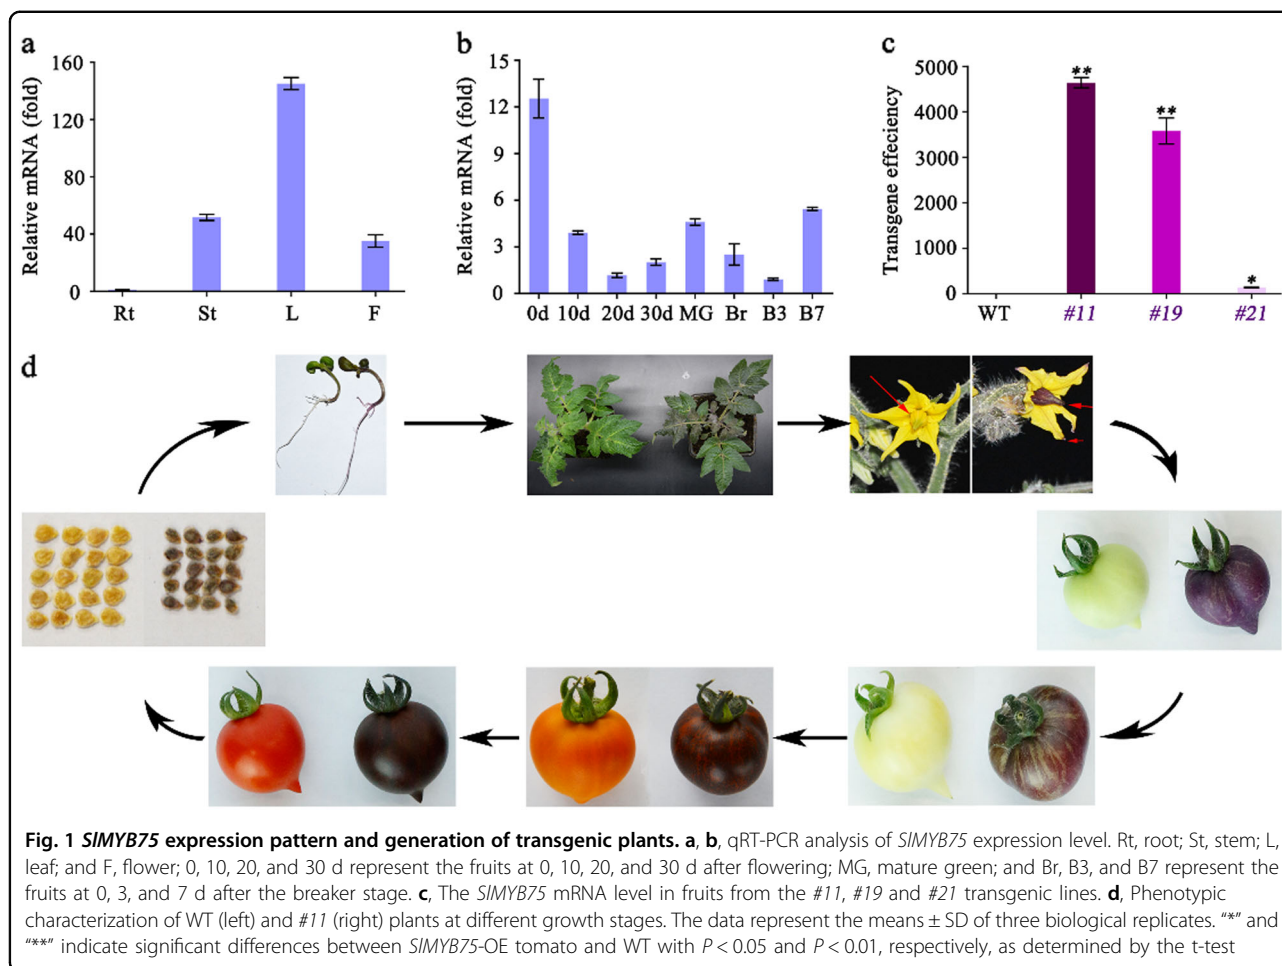 a
Relative mRNA (fold)
160
120
80
40
0
Rt St L F
b
Relative mRNA (fold)
15
12
9
6
3
0
0d 10d 20d 30d MG Br B3 B7
c
Transgene effeciency
5000
4000
3000
2000
1000
0
** ** *
WT #11 #19 #21
d
Fig. 1 SlMYB75 expression pattern and generation of transgenic plants. a, b, qRT-PCR analysis of SlMYB75 expression level. Rt, root; St, stem; L,
leaf; and F, flower; 0, 10, 20, and 30 d represent the fruits at 0, 10, 20, and 30 d after flowering; MG, mature green; and Br, B3, and B7 represent the
fruits at 0, 3, and 7 d after the breaker stage. c, The SlMYB75 mRNA level in fruits from the #11, #19 and #21 transgenic lines. d, Phenotypic
characterization of WT (left) and #11 (right) plants at different growth stages. The data represent the means ± SD of three biological replicates. “*” and
“**” indicate significant differences between SlMYB75-OE tomato and WT with P < 0.05 and P < 0.01, respectively, as determined by the t-test